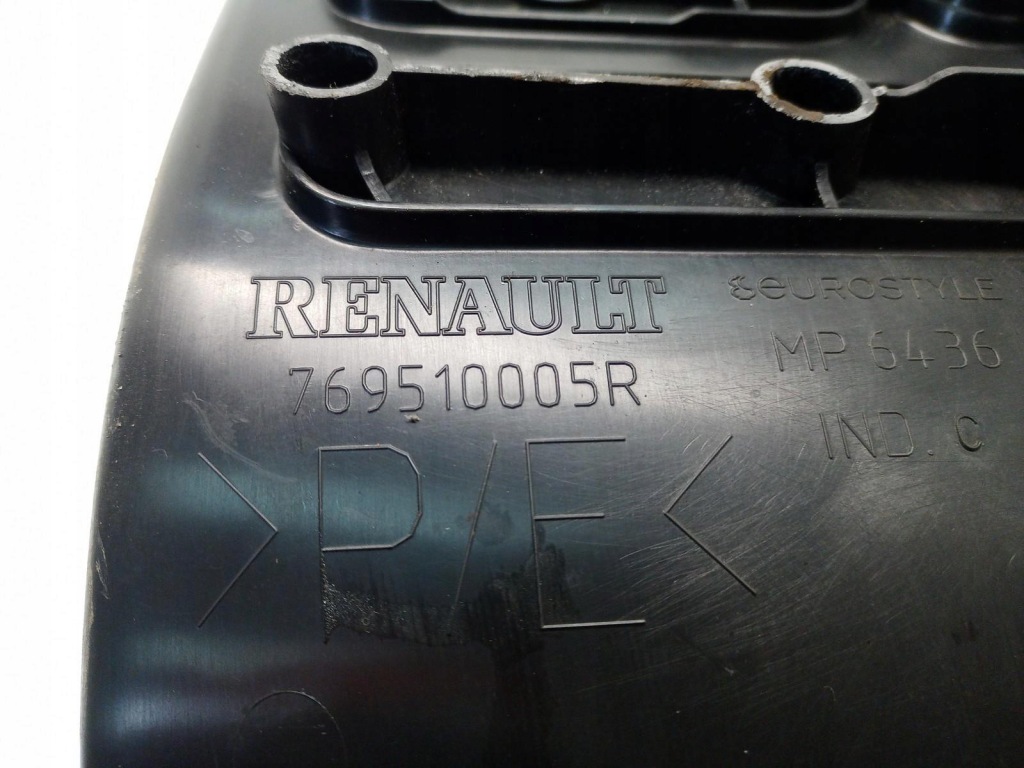 RENAULT
769510005R
>P/E<
eUROSTYLE
MP 6436
IND. C